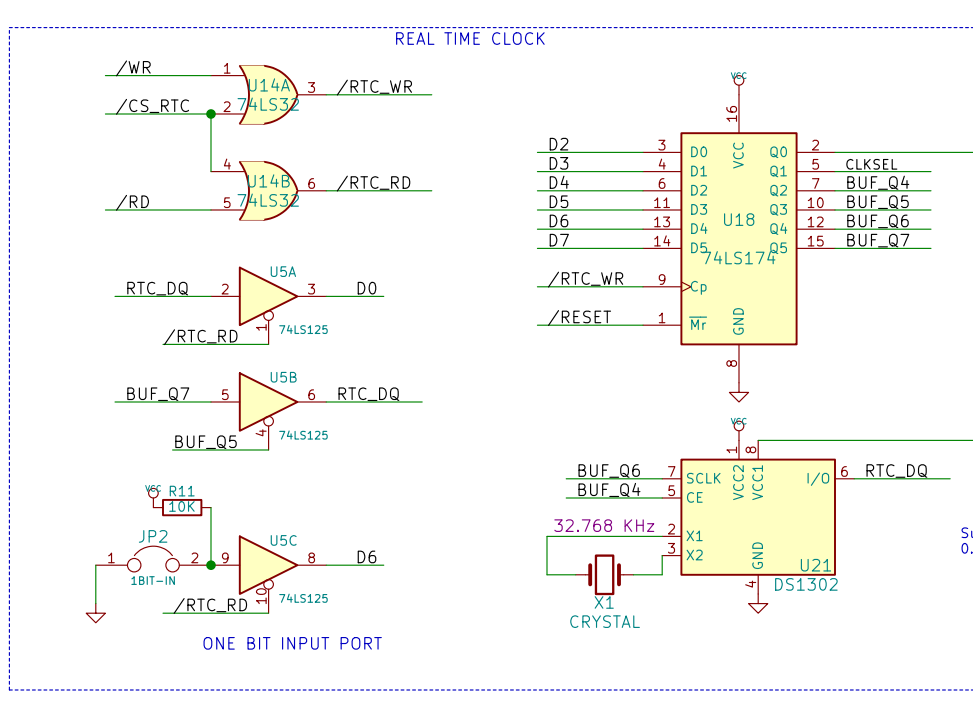 REAL TIME CLOCK
/WR 1 U14A 74LS32 3 /RTC_WR
/CS_RTC 2
4 U14B 74LS32 6 /RTC_RD
/RD 5
RTC_DQ 2 U5A 3 D0
/RTC_RD 1 74LS125
BUF_Q7 5 U5B 6 RTC_DQ
BUF_Q5 4 74LS125
VCC R11
10K
JP2
1 2 9 U5C 8 D6
1BIT-IN
/RTC_RD 10 74LS125
ONE BIT INPUT PORT
VCC
16
VCC
D2 3 D0 Q0 2
D3 4 D1 Q1 5 CLKSEL
D4 6 D2 Q2 7 BUF_Q4
D5 11 D3 Q3 10 BUF_Q5
D6 13 D4 Q4 12 BUF_Q6
D7 14 D5 Q5 15 BUF_Q7
U18
74LS174
/RTC_WR 9 Cp
/RESET 1 Mr
GND
8
VCC
1 8
VCC2 VCC1
BUF_Q6 7 SCLK I/O 6 RTC_DQ
BUF_Q4 5 CE
32.768 KHz 2 X1
3 X2
GND
4
U21
DS1302
X1
CRYSTAL
Su
0.